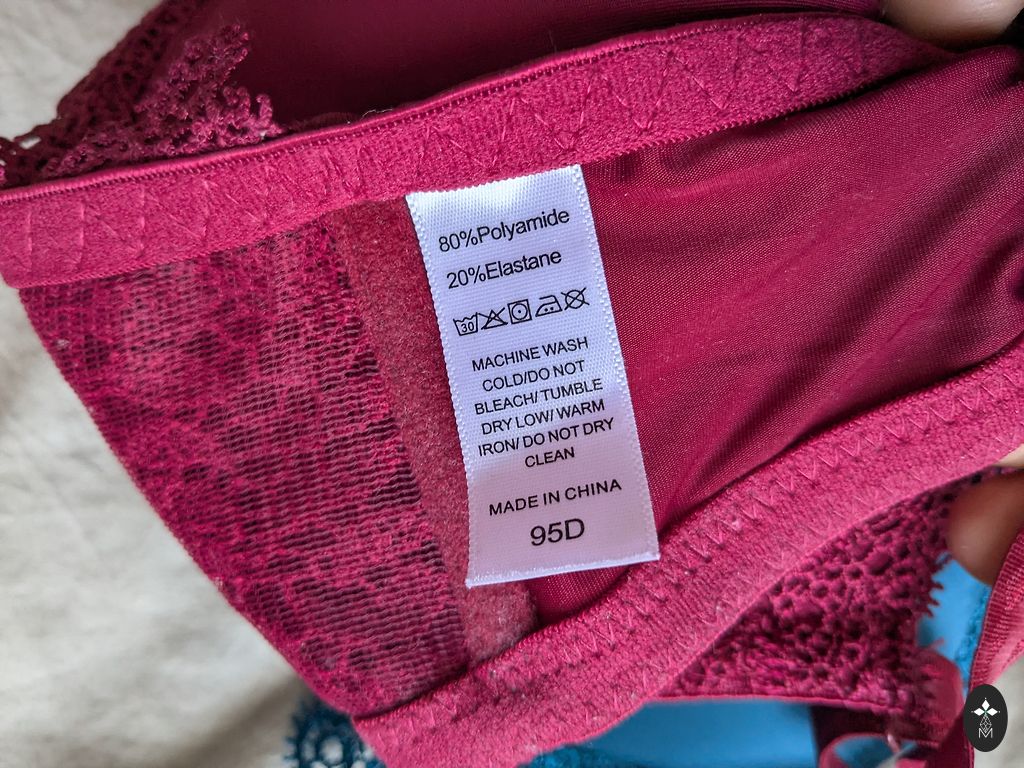 80%Polyamide
20%Elastane
30
MACHINE WASH
COLD/DO NOT
BLEACH/ TUMBLE
DRY LOW/ WARM
IRON/ DO NOT DRY
CLEAN
MADE IN CHINA
95D
M